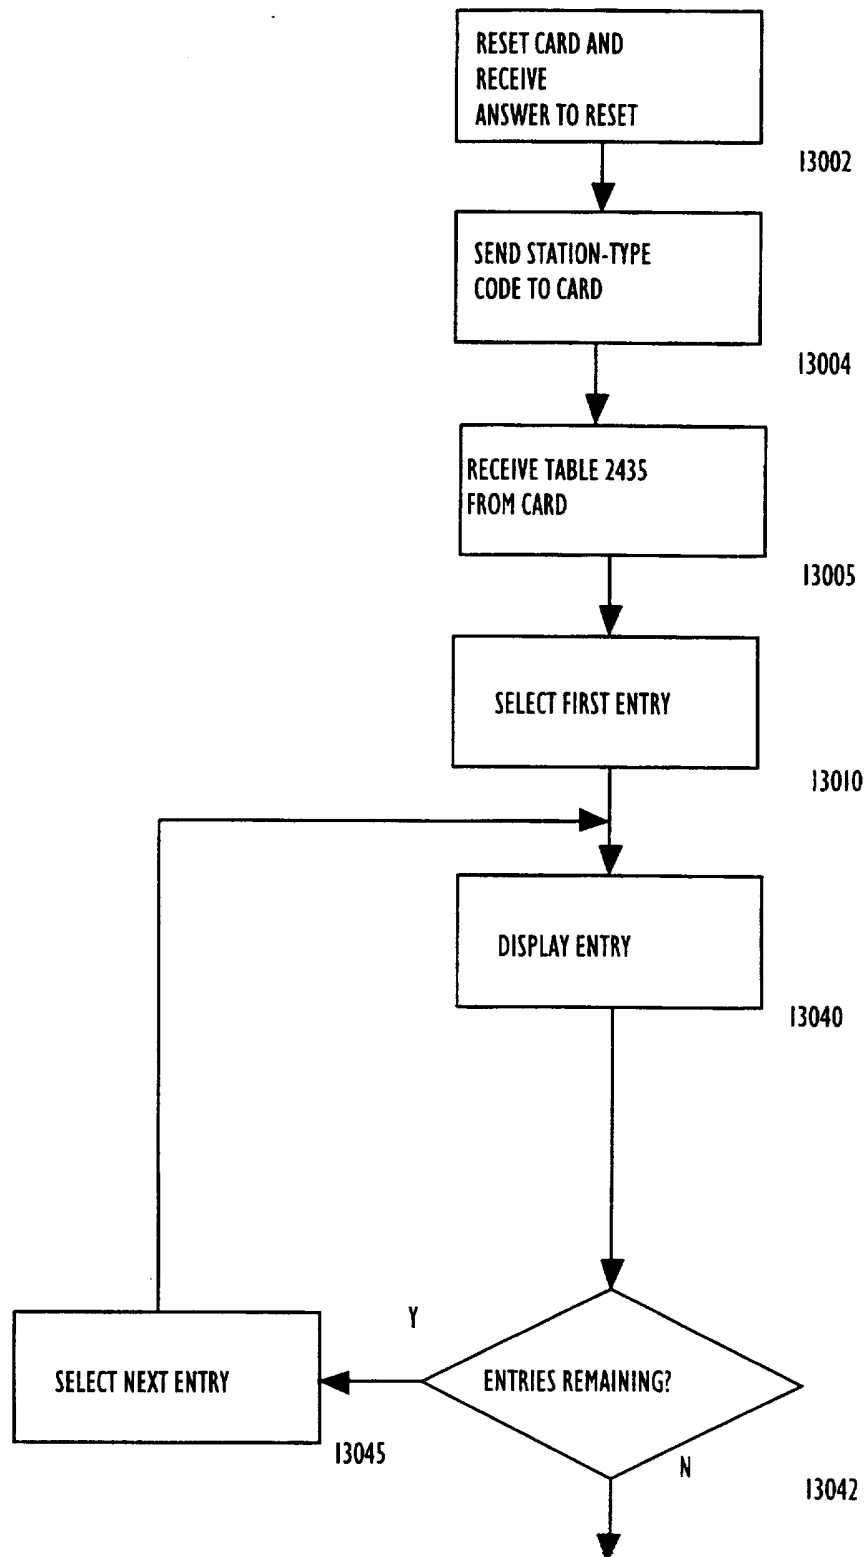 RESET CARD AND
RECEIVE
ANSWER TO RESET
13002
SEND STATION-TYPE
CODE TO CARD
13004
RECEIVE TABLE 2435
FROM CARD
13005
SELECT FIRST ENTRY
13010
DISPLAY ENTRY
13040
Y
SELECT NEXT ENTRY
ENTRIES REMAINING?
13045
N
13042